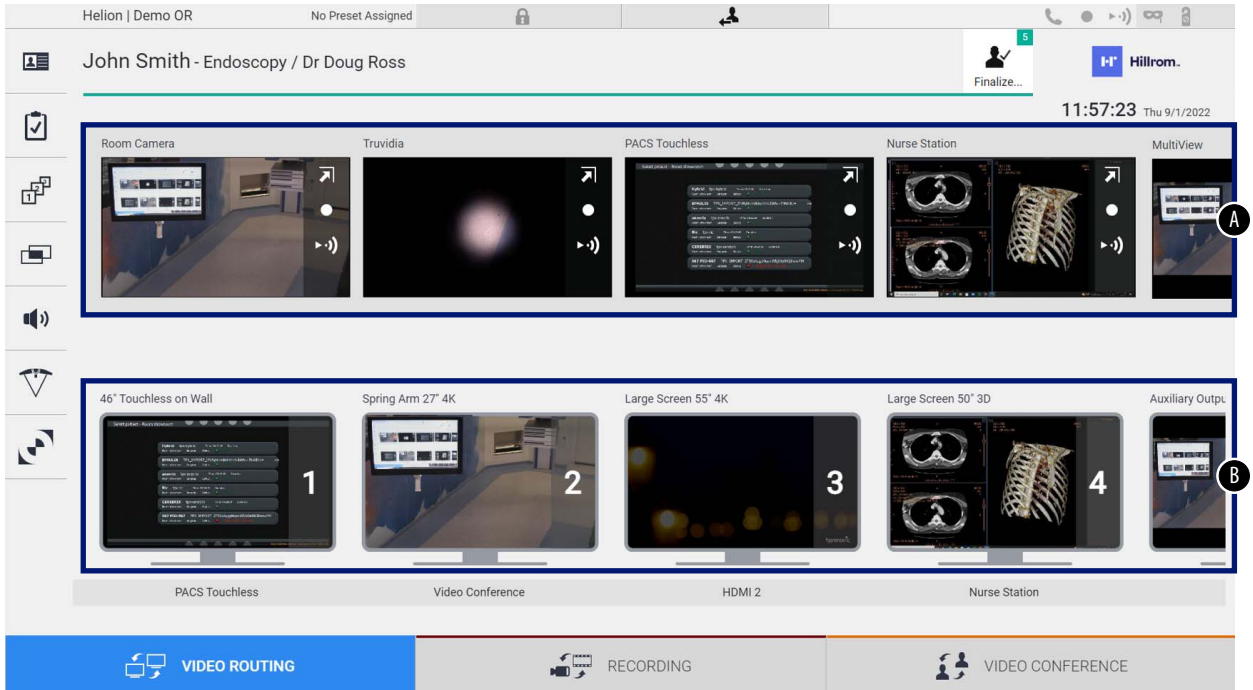 Helion | Demo OR
No Preset Assigned
John Smith - Endoscopy / Dr Doug Ross
5
Finalize...
H Hillrom™
11:57:23 Thu 9/1/2022
Room Camera
Truvidia
PACS Touchless
Nurse Station
MultiView
A
46" Touchless on Wall
Spring Arm 27" 4K
Large Screen 55" 4K
Large Screen 50" 3D
Auxiliary Outpu
1
2
3
4
B
PACS Touchless
Video Conference
HDMI 2
Nurse Station
VIDEO ROUTING
RECORDING
VIDEO CONFERENCE